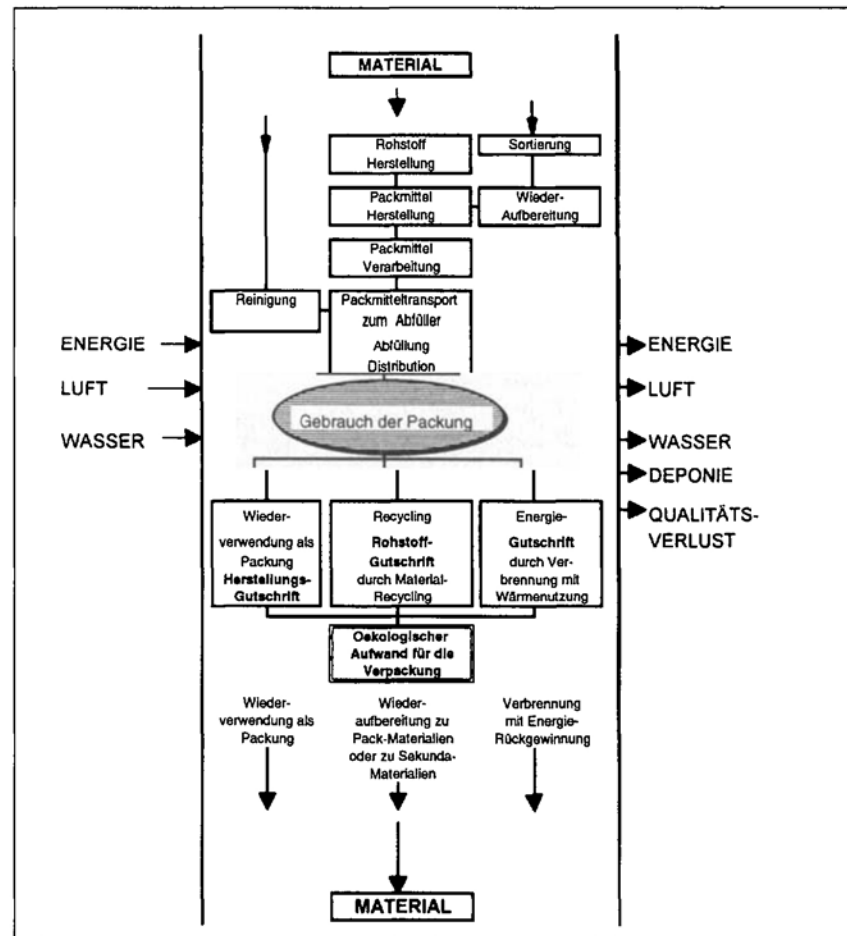 MATERIAL
Rohstoff
Herstellung
Sortierung
Packmittel
Herstellung
Wieder-
Aufbereitung
Packmittel
Verarbeitung
Reinigung
Packmitteltransport
zum Abfüller
Abfüllung
Distribution
ENERGIE
LUFT
WASSER
Gebrauch der Packung
ENERGIE
LUFT
WASSER
DEPONIE
QUALITÄTS-
VERLUST
Wieder-
verwendung als
Packung
Herstellungs-
Gutschrift
Recycling
Rohstoff-
Gutschrift
durch Material-
Recycling
Energie-
Gutschrift
durch Ver-
brennung mit
Wärmenutzung
Oekologischer
Aufwand für die
Verpackung
Wieder-
verwendung als
Packung
Wieder-
aufbereitung zu
Pack-Materialien
oder zu Sekunda-
Materialien
Verbrennung
mit Energie-
Rückgewinnung
MATERIAL